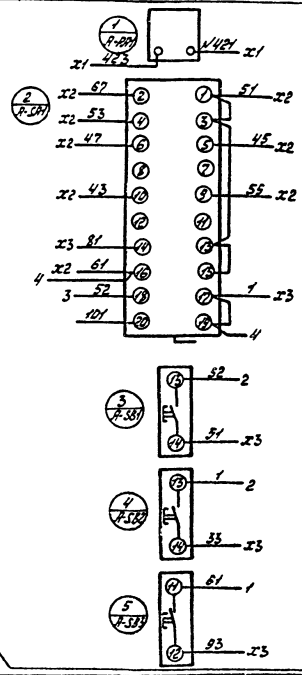 1
A-PA1
X1 423
N421 X1
2
A-SA1
X2 67 2 1 51 X2
X2 53 4 3
X2 47 6 5 45 X2
8 7
X2 43 10 9 55 X2
12 11
X3 81 14 13
X2 61 16 15
4
3 52 18 17 1 X3
101 20 19 4
3
A-SB1
13 52 2
14 51 X3
4
A-SB2
13 1 2
14 33 X3
5
A-SB3
11 61 1
12 93 X3